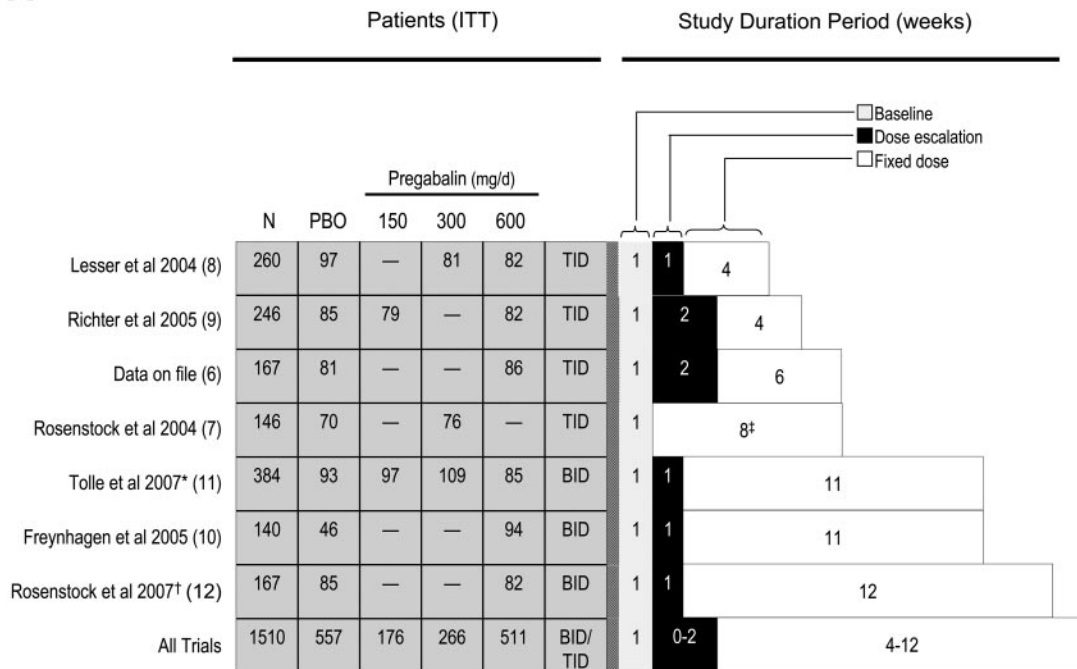 Patients (ITT) Study Duration Period (weeks)
Baseline
Dose escalation
Fixed dose
Pregabalin (mg/d)
N PBO 150 300 600
Lesser et al 2004 (8) 260 97 — 81 82 TID 1 1 4
Richter et al 2005 (9) 246 85 79 — 82 TID 1 2 4
Data on file (6) 167 81 — — 86 TID 1 2 6
Rosenstock et al 2004 (7) 146 70 — 76 — TID 1 8‡
Tolle et al 2007* (11) 384 93 97 109 85 BID 1 1 11
Freynhagen et al 2005 (10) 140 46 — — 94 BID 1 1 11
Rosenstock et al 2007† (12) 167 85 — — 82 BID 1 1 12
All Trials 1510 557 176 266 511 BID/ TID 1 0-2 4-12